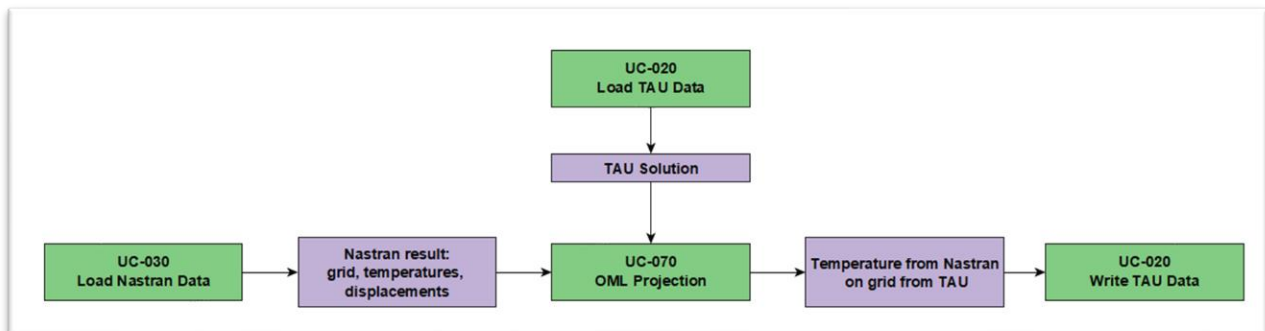 UC-020
Load TAU Data
TAU Solution
UC-030
Load Nastran Data
Nastran result:
grid, temperatures,
displacements
UC-070
OML Projection
Temperature from Nastran
on grid from TAU
UC-020
Write TAU Data